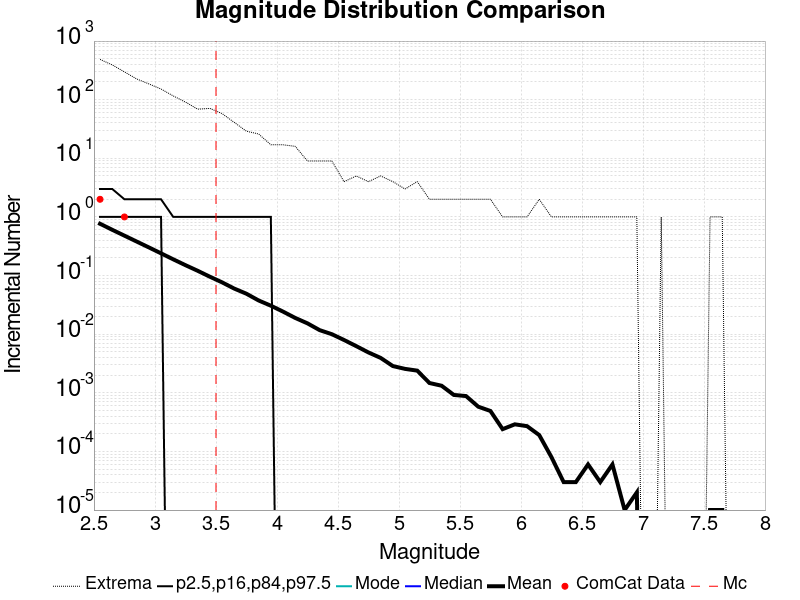 Magnitude Distribution Comparison
10^3
10^2
10^1
10^0
10^-1
10^-2
10^-3
10^-4
10^-5
Incremental Number
2.5 3 3.5 4 4.5 5 5.5 6 6.5 7 7.5 8
Magnitude
Extrema p2.5,p16,p84,p97.5 Mode Median Mean ComCat Data Mc